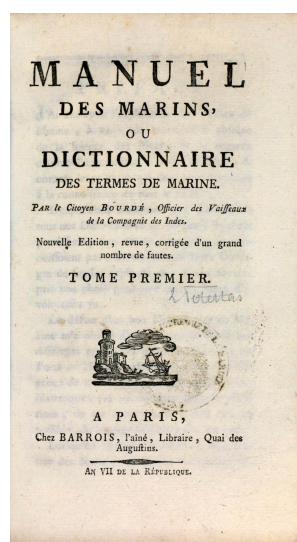 MANUEL
DES MARINS,
OU
DICTIONNAIRE
DES TERMES DE MARINE.
PAR le Citoyen BOURDÉ, Officier des Vaiſſeaux
de la Compagnie des Indes.
Nouvelle Edition, revue, corrigée d'un grand
nombre de fautes.
TOME PREMIER.
A PARIS,
Chez BARROIS, l'aîné, Libraire, Quai des
Auguſtins.
AN VII DE LA RÉPUBLIQUE.